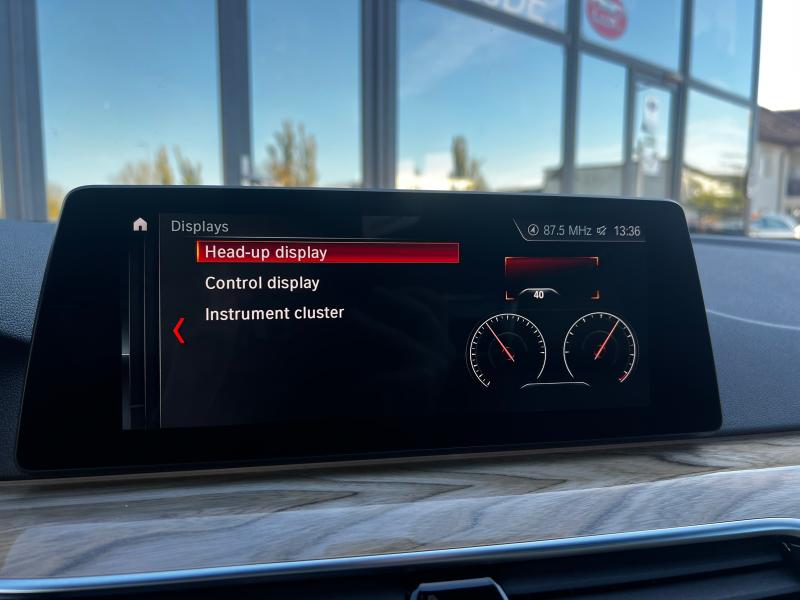 Displays
87.5 MHz 13:36
Head-up display
Control display
Instrument cluster
40